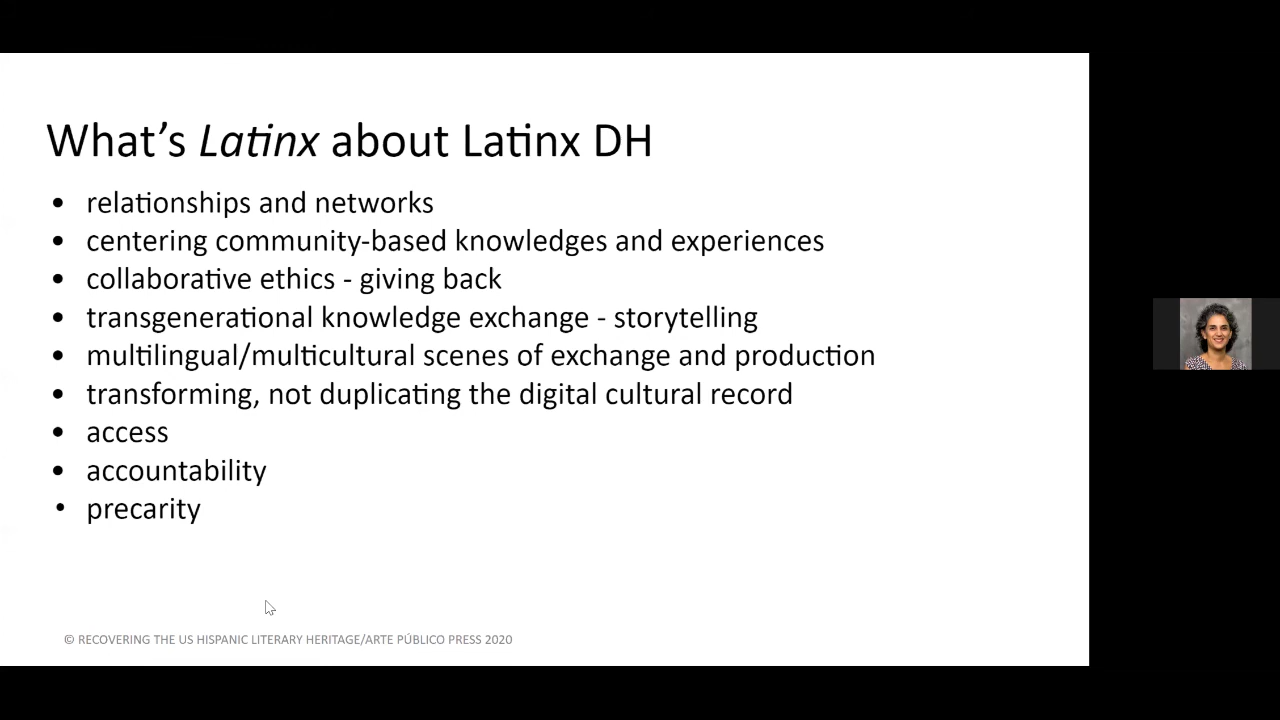 What's Latinx about Latinx DH
• relationships and networks
• centering community-based knowledges and experiences
• collaborative ethics - giving back
• transgenerational knowledge exchange - storytelling
• multilingual/multicultural scenes of exchange and production
• transforming, not duplicating the digital cultural record
• access
• accountability
• precarity
© RECOVERING THE US HISPANIC LITERARY HERITAGE/ARTE PÚBLICO PRESS 2020